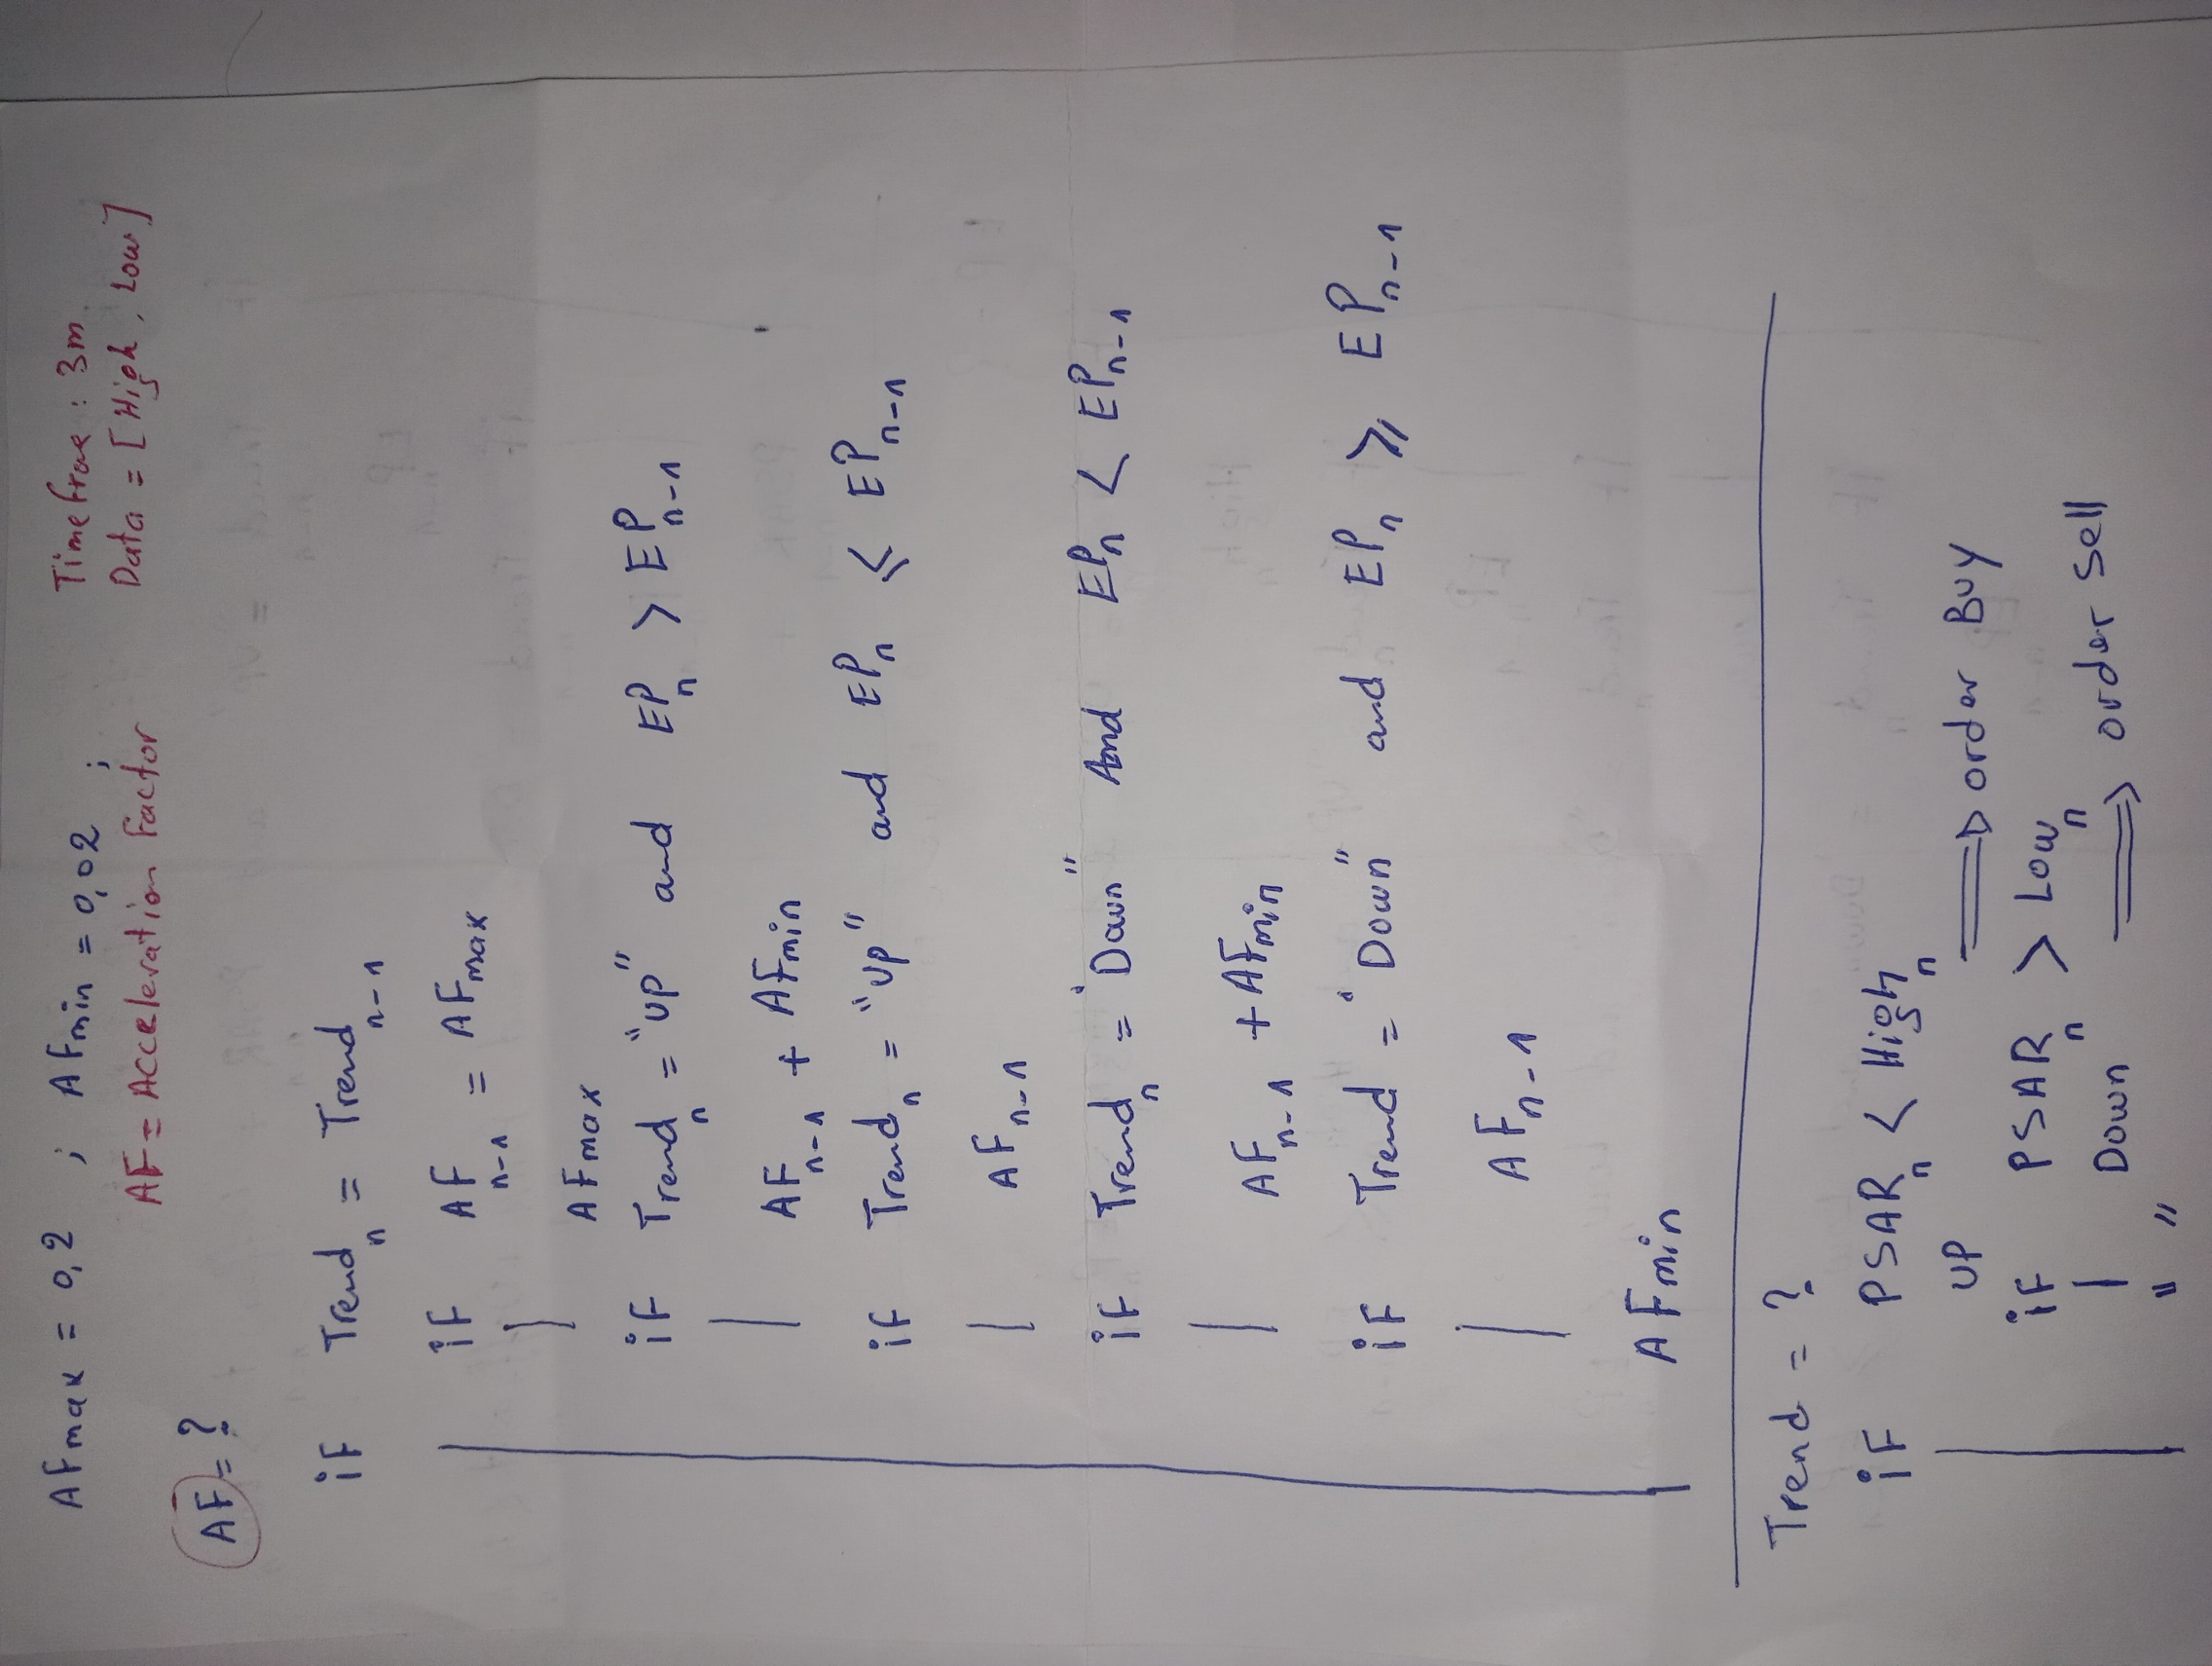 AFmax = 0,2 ; AFmin = 0,02 ; Timeframe : 3m
AF = Acceleration Factor Data = [High, Low]
AF = ?
if Trend n = Trend n-1
if AF n-1 = AFmax
AFmax
if Trend n = "UP" and EP n > EP n-1
AF n-1 + AFmin
if Trend n = "UP" and EP n ⩽ EP n-1
AF n-1
if Trend n = "Down" And EP n < EP n-1
AF n-1 + AFmin
if Trend = "Down" and EP n ⩾ EP n-1
AF n-1
AFmin
Trend = ?
if PSAR n < High n
UP ⟹ order Buy
if PSAR n > Low n
Down ⟹ order Sell
" "